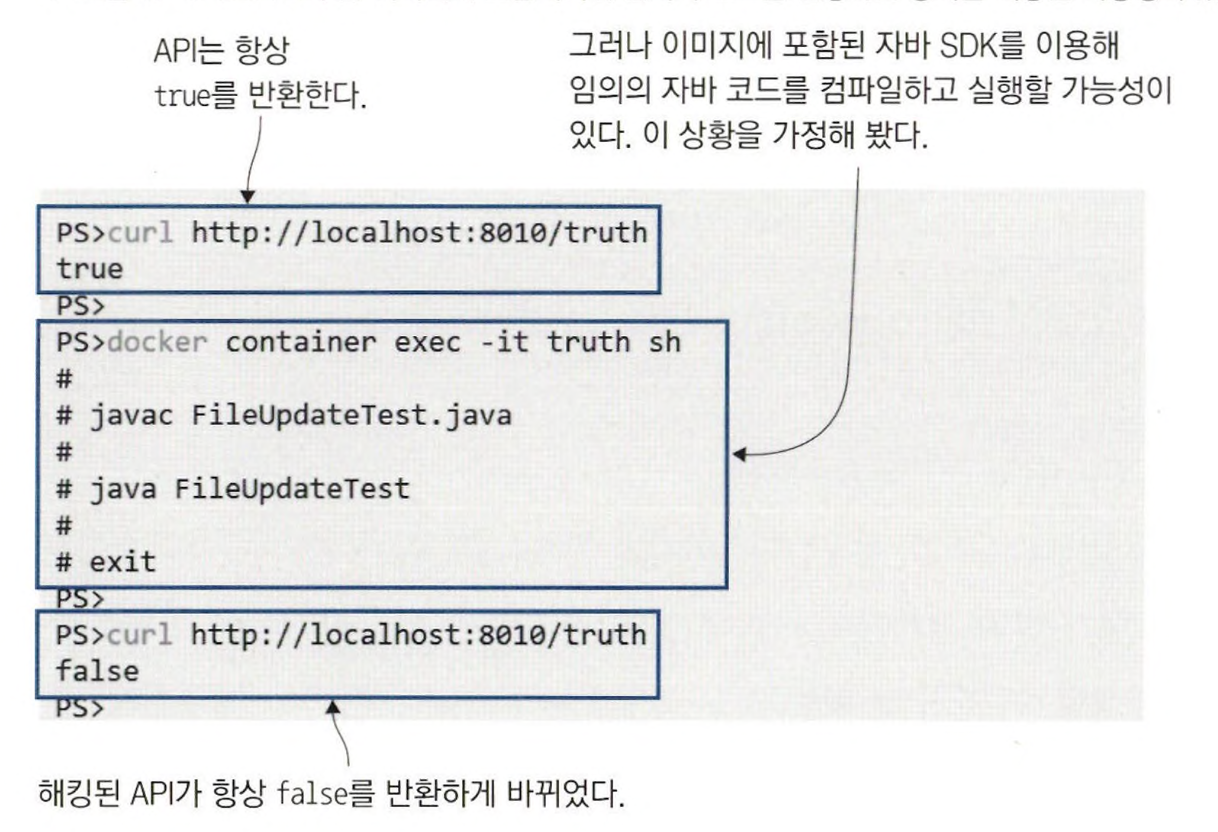 API는 항상
true를 반환한다.
그러나 이미지에 포함된 자바 SDK를 이용해
임의의 자바 코드를 컴파일하고 실행할 가능성이
있다. 이 상황을 가정해 봤다.
PS>curl http://localhost:8010/truth
true
PS>
PS>docker container exec -it truth sh
#
# javac FileUpdateTest.java
#
# java FileUpdateTest
#
# exit
PS>
PS>curl http://localhost:8010/truth
false
PS>
해킹된 API가 항상 false를 반환하게 바뀌었다.